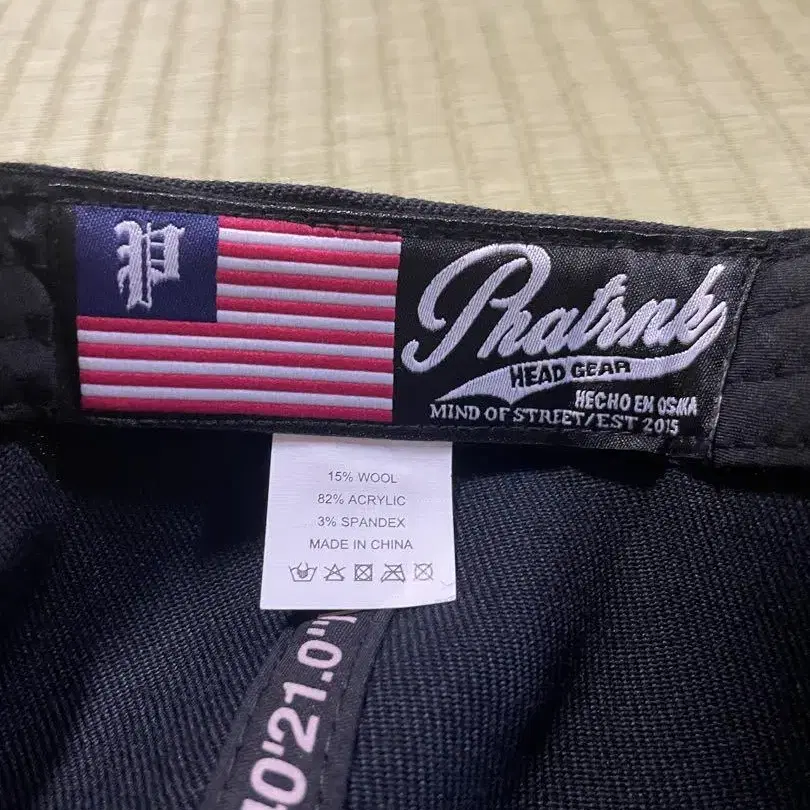 P
Phatrnk
HEAD GEAR
HECHO EN OSAKA
MIND OF STREET/EST 2015
15% WOOL
82% ACRYLIC
3% SPANDEX
MADE IN CHINA
40'21.0"